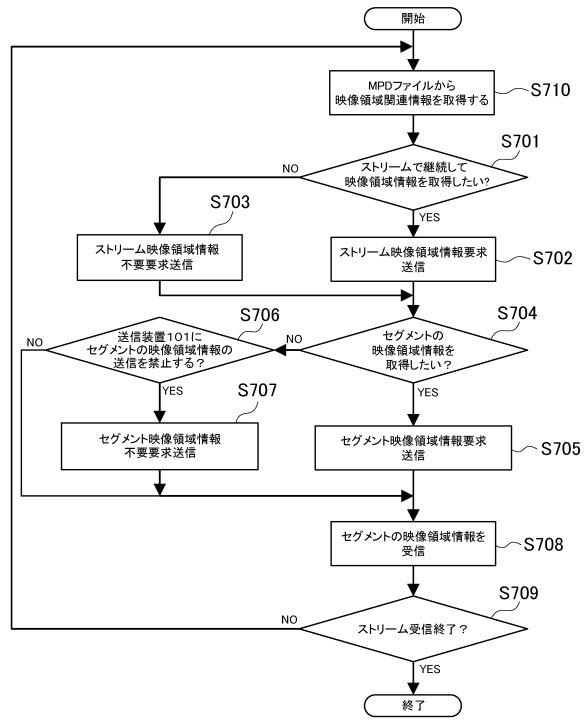 開始
MPDファイルから
映像領域関連情報を取得する
S710
S701
ストリームで継続して
映像領域情報を取得したい?
NO
YES
S703
ストリーム映像領域情報
不要要求送信
ストリーム映像領域情報要求
送信
S702
S706
送信装置101に
セグメントの映像領域情報の
送信を禁止する？
NO
YES
NO
S704
セグメントの
映像領域情報を
取得したい？
YES
S707
セグメント映像領域情報
不要要求送信
セグメント映像領域情報要求
送信
S705
セグメントの映像領域情報を
受信
S708
S709
ストリーム受信終了？
NO
YES
終了